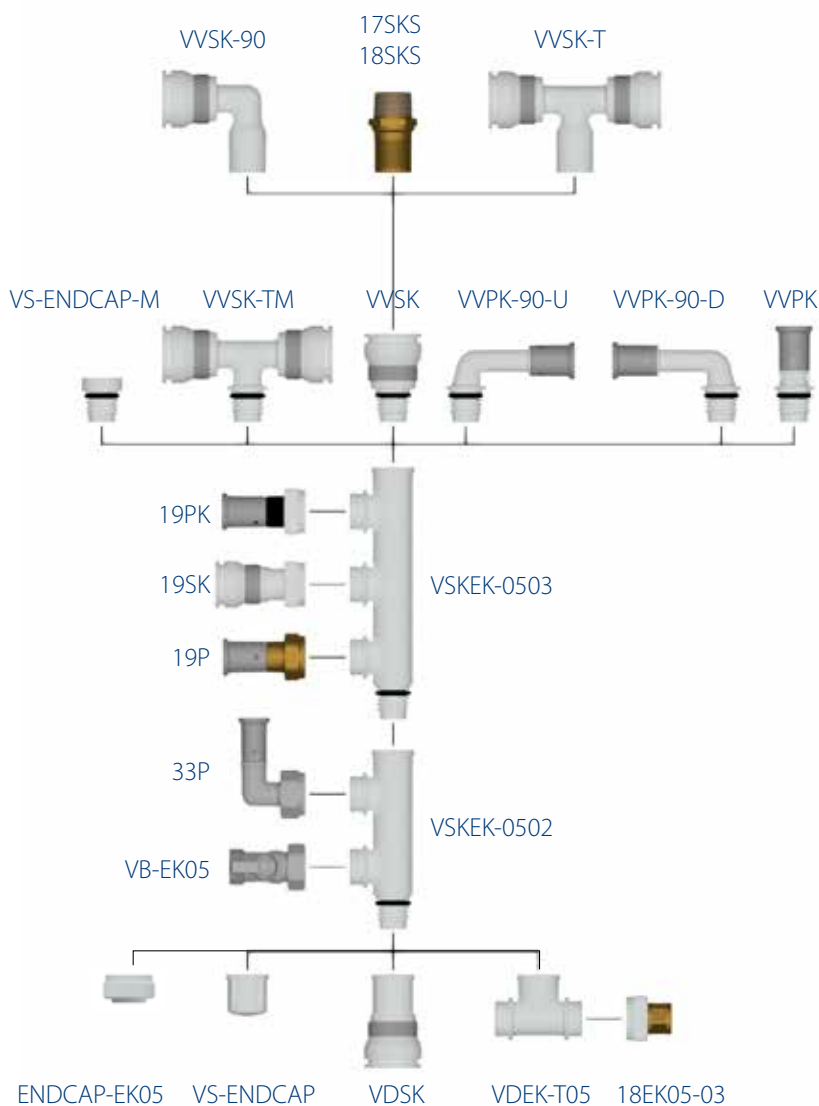 VVSK-90
17SKS
18SKS
VVSK-T
VS-ENDCAP-M
VVSK-TM
VVSK
VVPK-90-U
VVPK-90-D
VVPK
19PK
19SK
VSKEK-0503
19P
33P
VSKEK-0502
VB-EK05
ENDCAP-EK05
VS-ENDCAP
VDSK
VDEK-T05
18EK05-03